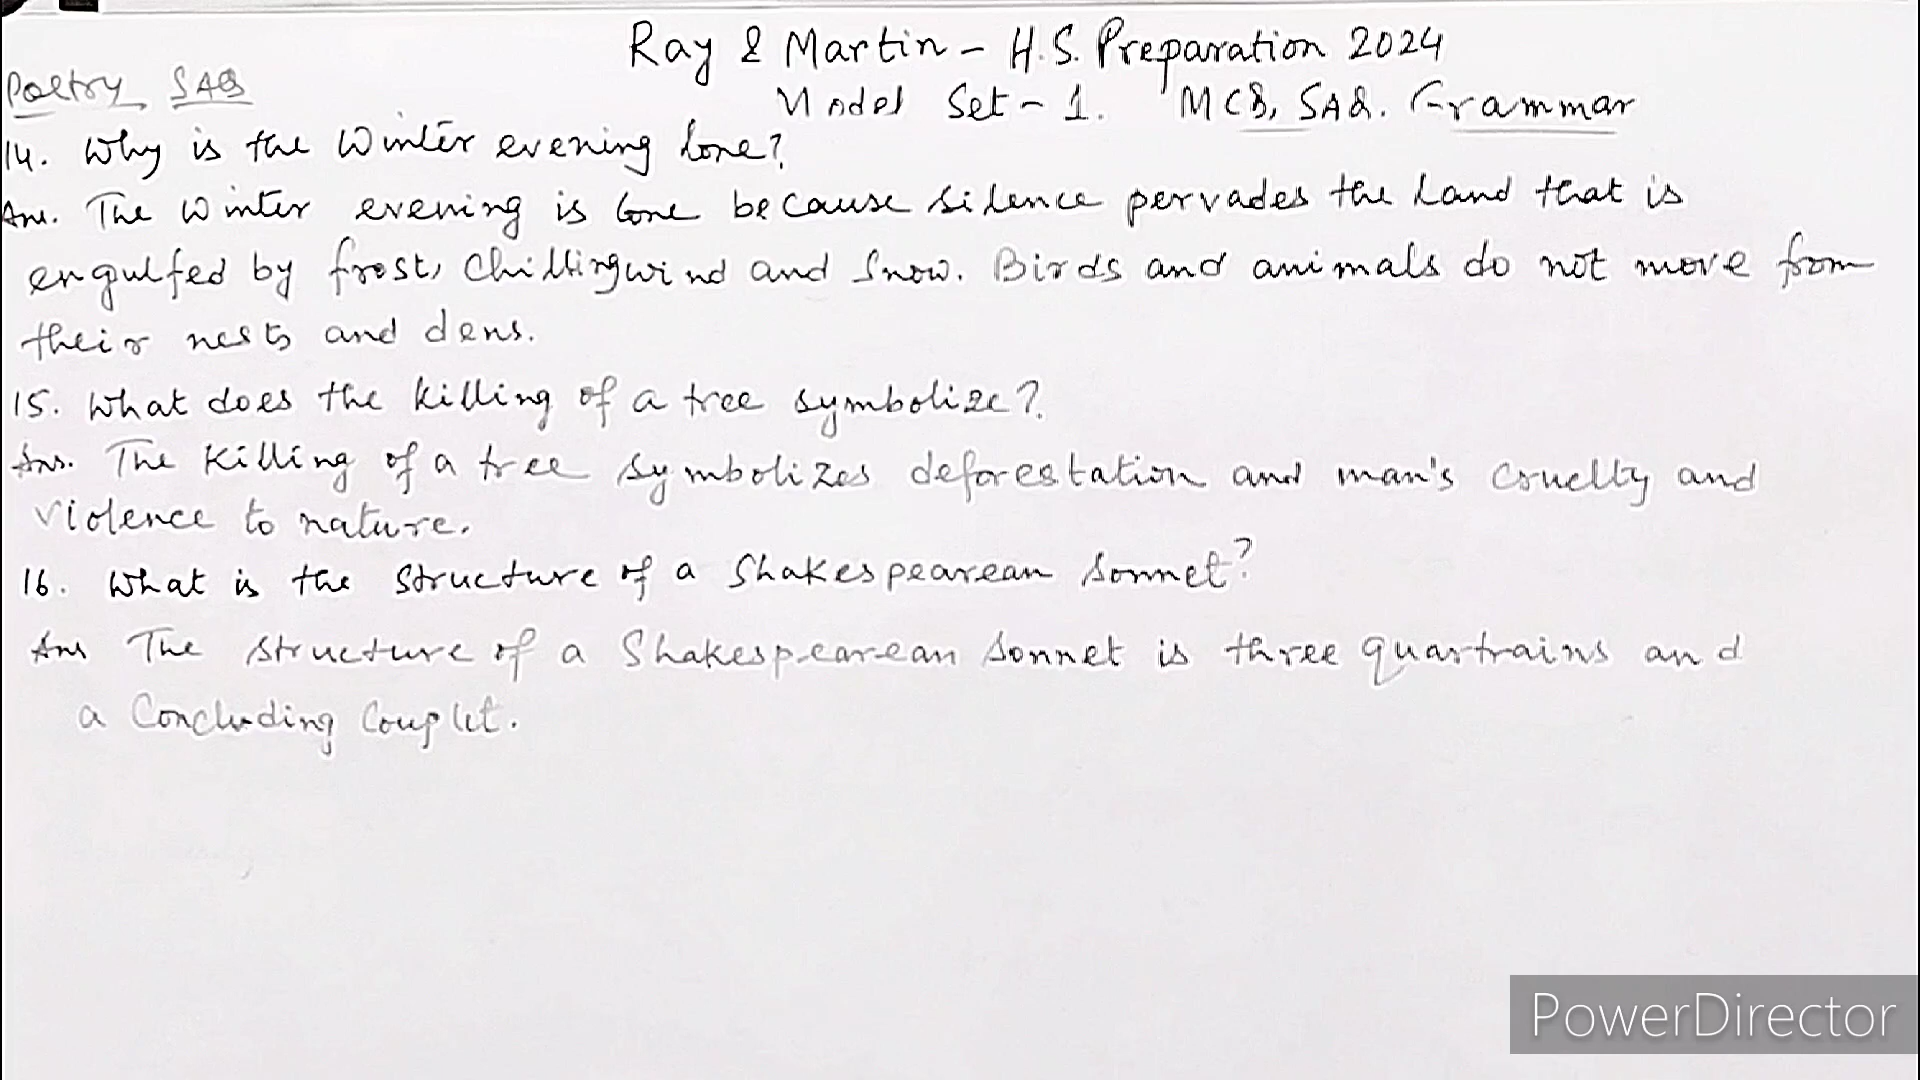 Ray & Martin - H.S. Preparation 2024
Poetry SAQ
Model Set - 1. MCQ, SAQ. Grammar
14. Why is the Winter evening lone?
Ans. The Winter evening is lone because silence pervades the land that is
engulfed by frost, chilling wind and snow. Birds and animals do not move from
their nests and dens.
15. What does the killing of a tree symbolize?
Ans. The killing of a tree symbolizes deforestation and man's cruelty and
violence to nature.
16. What is the structure of a Shakespearean sonnet?
Ans The structure of a Shakespearean sonnet is three quartrains and
a concluding couplet.
PowerDirector